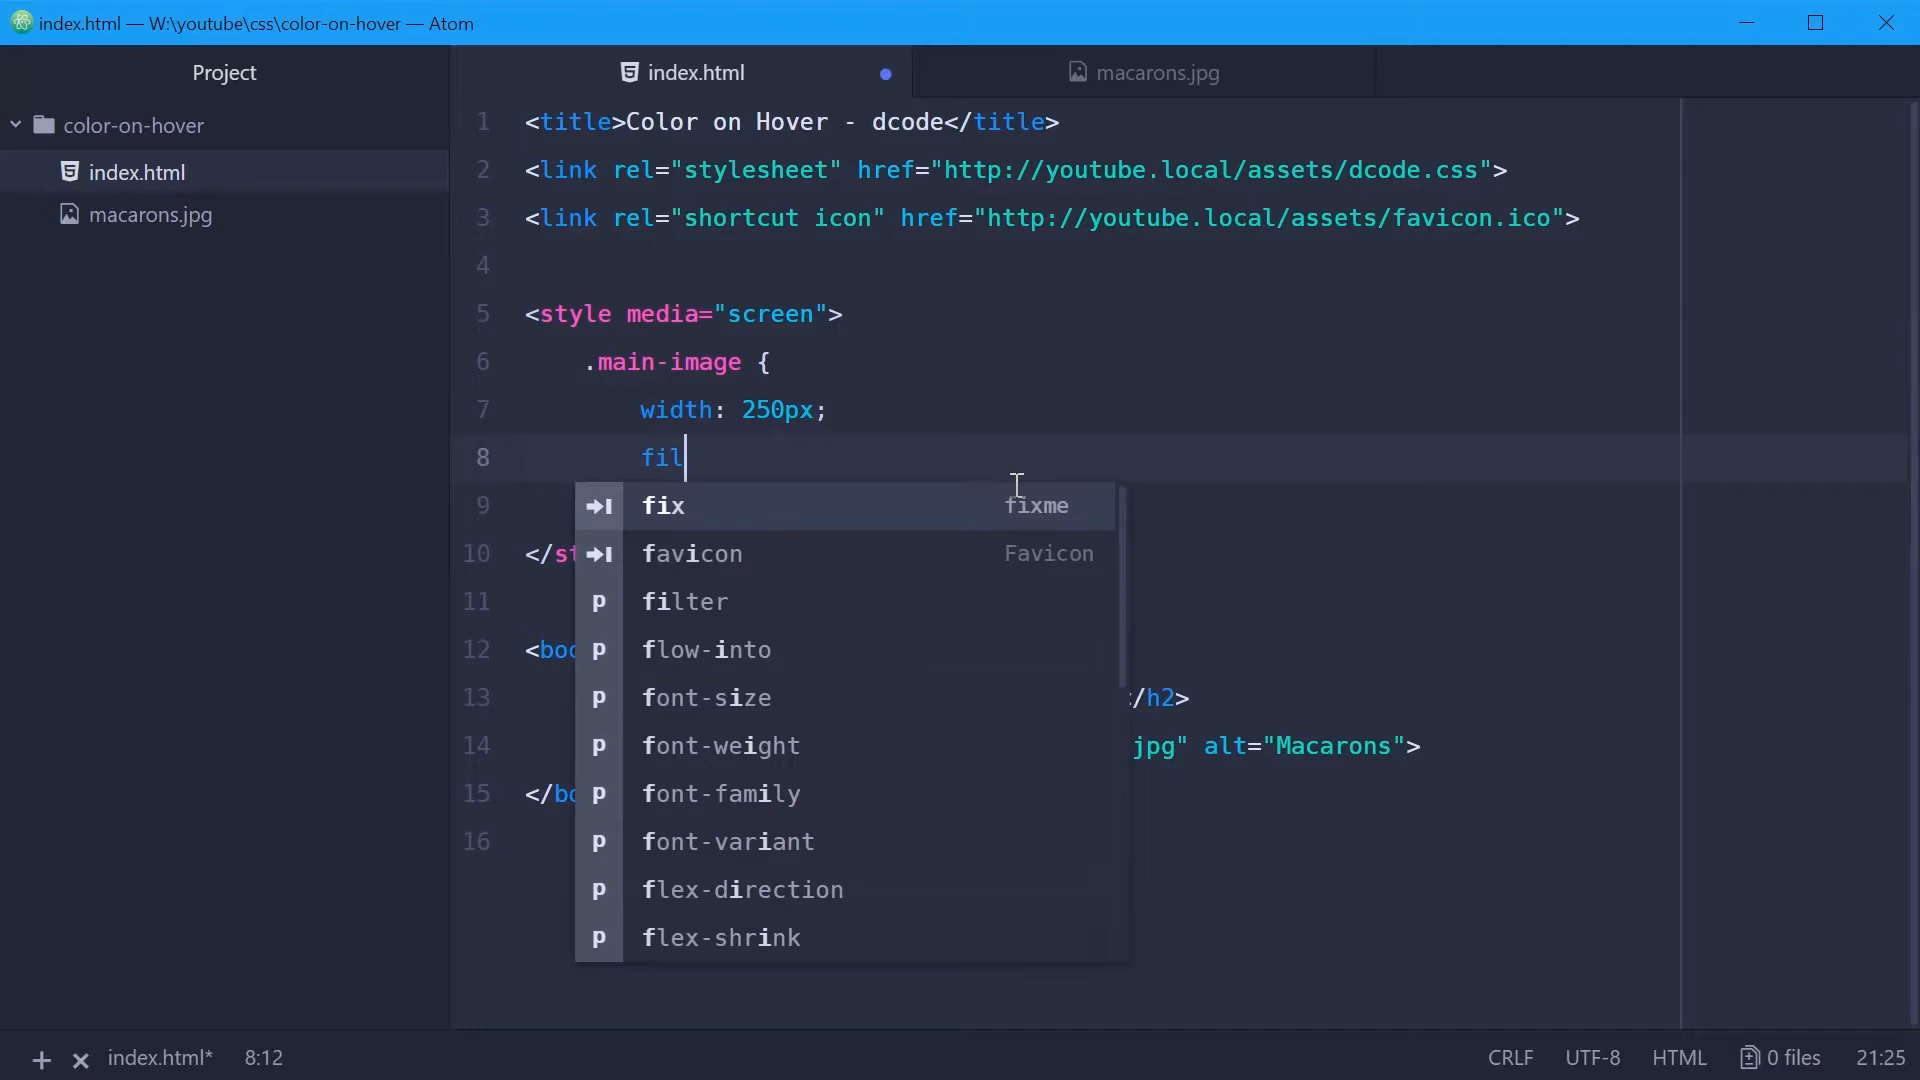 index.html — W:\youtube\css\color-on-hover — Atom
Project
color-on-hover
index.html
macarons.jpg
index.html
macarons.jpg
1 <title>Color on Hover - dcode</title>
2 <link rel="stylesheet" href="http://youtube.local/assets/dcode.css">
3 <link rel="shortcut icon" href="http://youtube.local/assets/favicon.ico">
4
5 <style media="screen">
6 .main-image {
7 width: 250px;
8 fil
9
10 </st
11
12 <bod
13 </h2>
14 jpg" alt="Macarons">
15 </bo
16
fix fixme
favicon Favicon
p filter
p flow-into
p font-size
p font-weight
p font-family
p font-variant
p flex-direction
p flex-shrink
index.html* 8:12 CRLF UTF-8 HTML 0 files 21:25